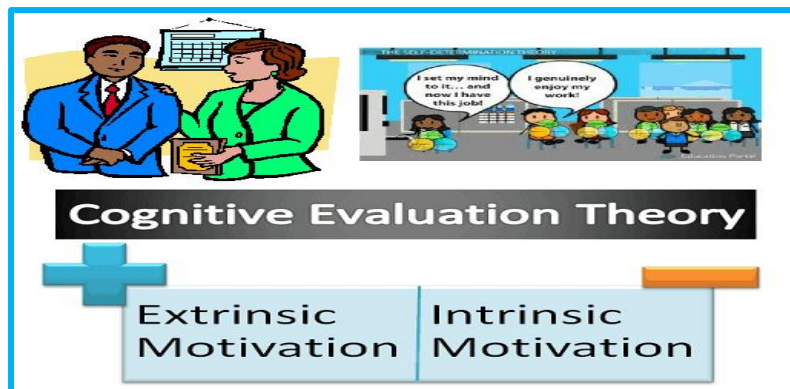 THE SELF-DETERMINATION THEORY
I set my mind
to it... and
now I have
this job!
I genuinely
enjoy my
work!
Education Portal
Cognitive Evaluation Theory
Extrinsic
Motivation
Intrinsic
Motivation